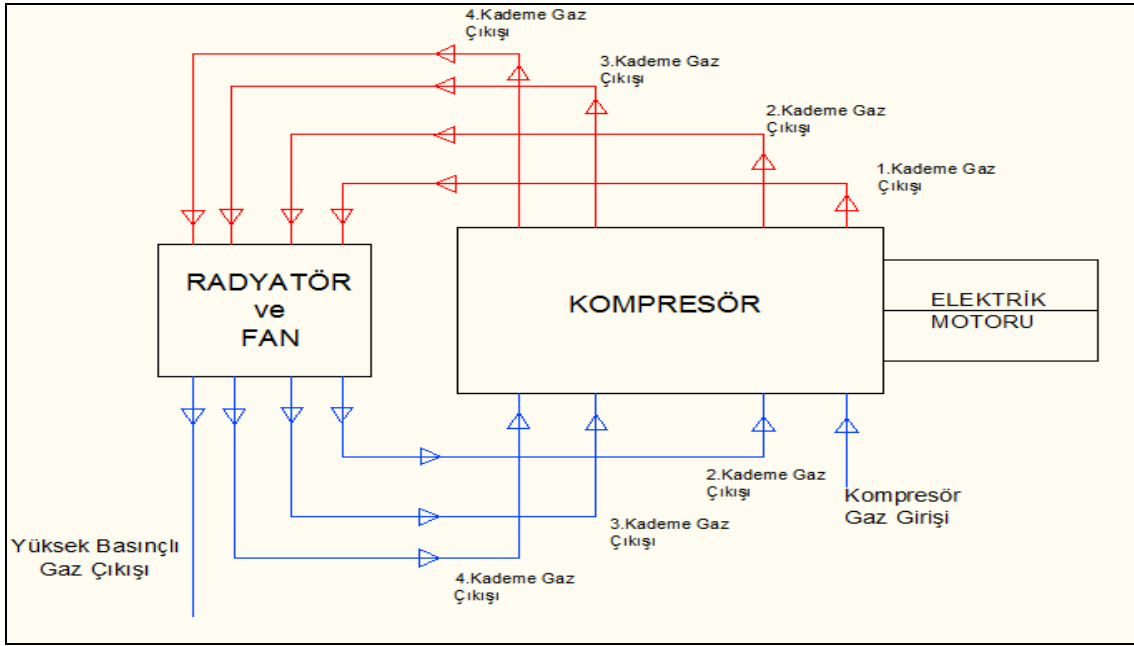 4.Kademe Gaz
Çıkışı
3.Kademe Gaz
Çıkışı
2.Kademe Gaz
Çıkışı
1.Kademe Gaz
Çıkışı
RADYATÖR
ve
FAN
KOMPRESÖR
ELEKTRİK
MOTORU
2.Kademe Gaz
Çıkışı
Kompresör
Gaz Girişi
3.Kademe Gaz
Çıkışı
Yüksek Basınçlı
Gaz Çıkışı
4.Kademe Gaz
Çıkışı